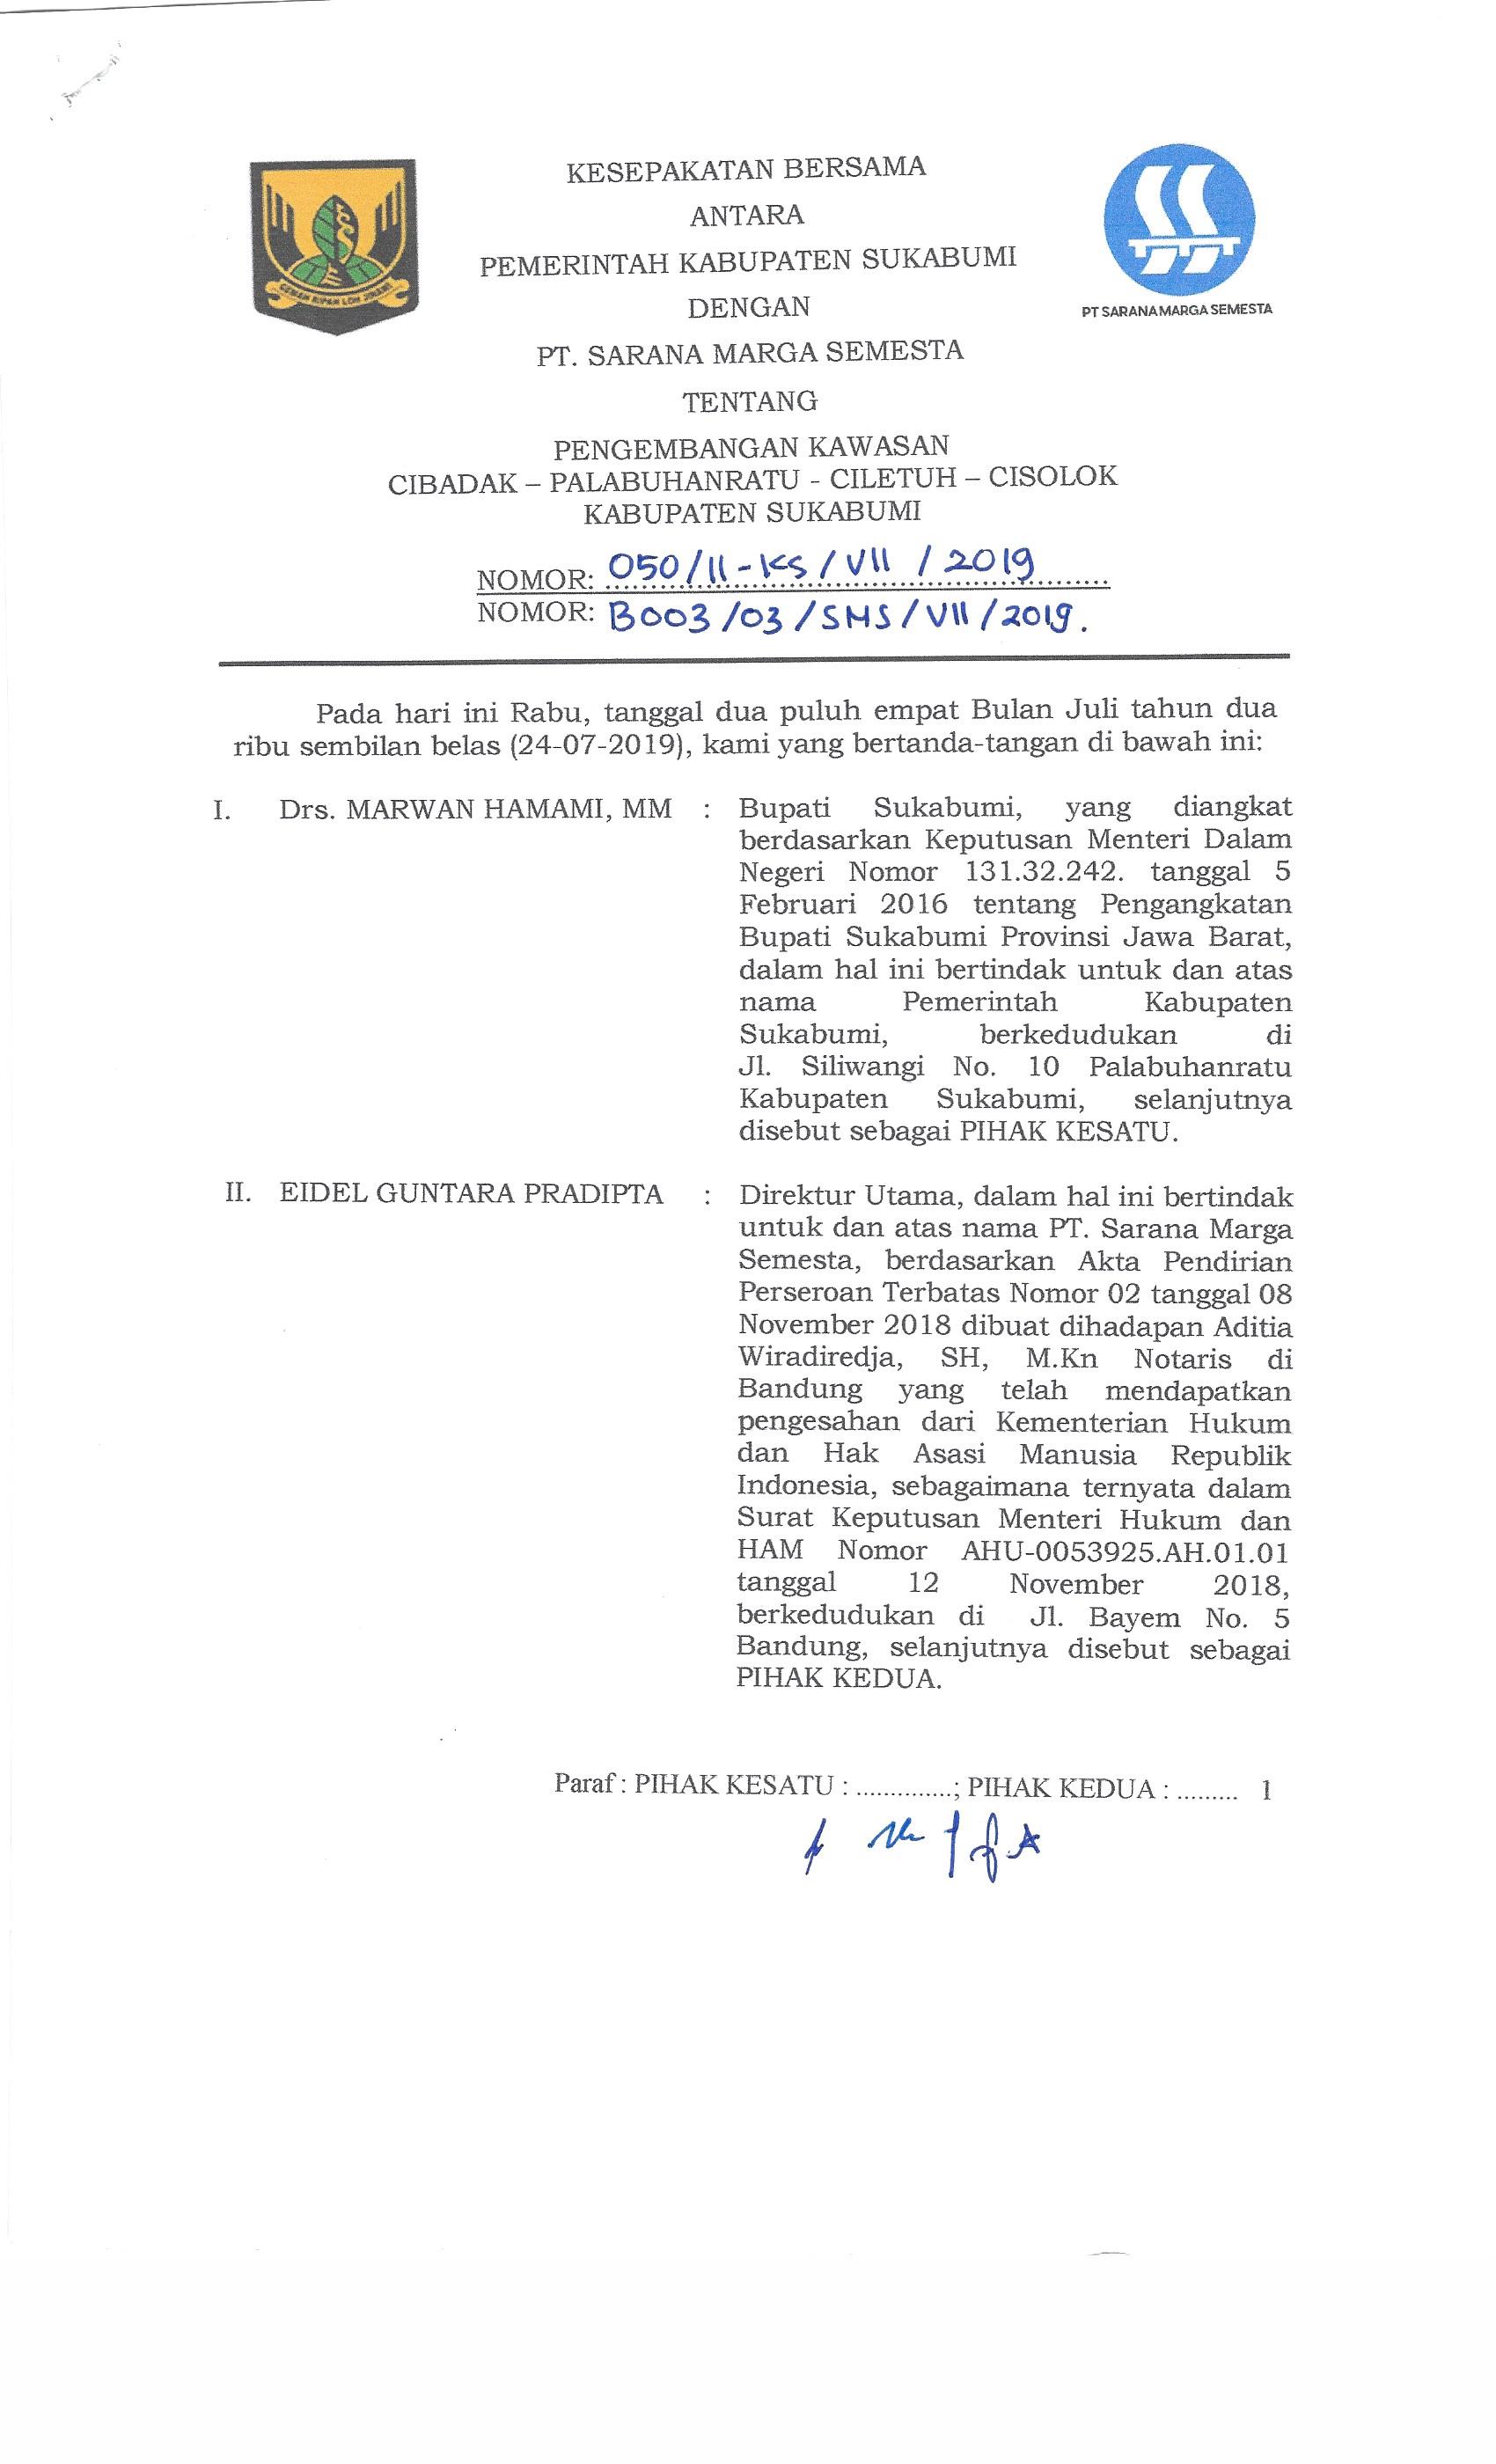 KESEPAKATAN BERSAMA
ANTARA
PEMERINTAH KABUPATEN SUKABUMI
DENGAN
PT. SARANA MARGA SEMESTA
TENTANG
PENGEMBANGAN KAWASAN
CIBADAK – PALABUHANRATU - CILETUH – CISOLOK
KABUPATEN SUKABUMI
PT SARANA MARGA SEMESTA
NOMOR: 050/11-KS/VII/2019
NOMOR: B003/03/SMS/VII/2019.
Pada hari ini Rabu, tanggal dua puluh empat Bulan Juli tahun dua
ribu sembilan belas (24-07-2019), kami yang bertanda-tangan di bawah ini:
I. Drs. MARWAN HAMAMI, MM : Bupati Sukabumi, yang diangkat
berdasarkan Keputusan Menteri Dalam
Negeri Nomor 131.32.242. tanggal 5
Februari 2016 tentang Pengangkatan
Bupati Sukabumi Provinsi Jawa Barat,
dalam hal ini bertindak untuk dan atas
nama Pemerintah Kabupaten
Sukabumi, berkedudukan di
Jl. Siliwangi No. 10 Palabuhanratu
Kabupaten Sukabumi, selanjutnya
disebut sebagai PIHAK KESATU.
II. EIDEL GUNTARA PRADIPTA : Direktur Utama, dalam hal ini bertindak
untuk dan atas nama PT. Sarana Marga
Semesta, berdasarkan Akta Pendirian
Perseroan Terbatas Nomor 02 tanggal 08
November 2018 dibuat dihadapan Aditia
Wiradiredja, SH, M.Kn Notaris di
Bandung yang telah mendapatkan
pengesahan dari Kementerian Hukum
dan Hak Asasi Manusia Republik
Indonesia, sebagaimana ternyata dalam
Surat Keputusan Menteri Hukum dan
HAM Nomor AHU-0053925.AH.01.01
tanggal 12 November 2018,
berkedudukan di Jl. Bayem No. 5
Bandung, selanjutnya disebut sebagai
PIHAK KEDUA.
Paraf : PIHAK KESATU : ..............; PIHAK KEDUA : ......... 1